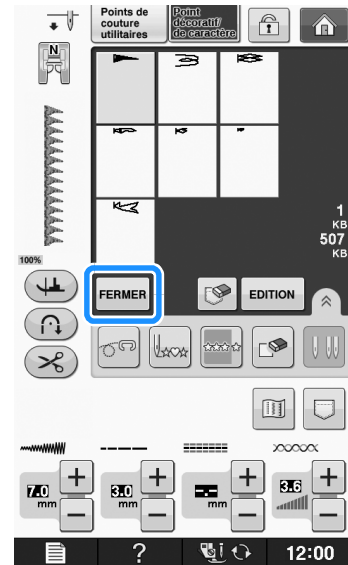 Points de
couture
utilitaires
Point
décoratif/
de caractère
N
1
KB
507
KB
100%
FERMER
EDITION
7.0
mm
3.0
mm
-.--
mm
3.6
?
12:00